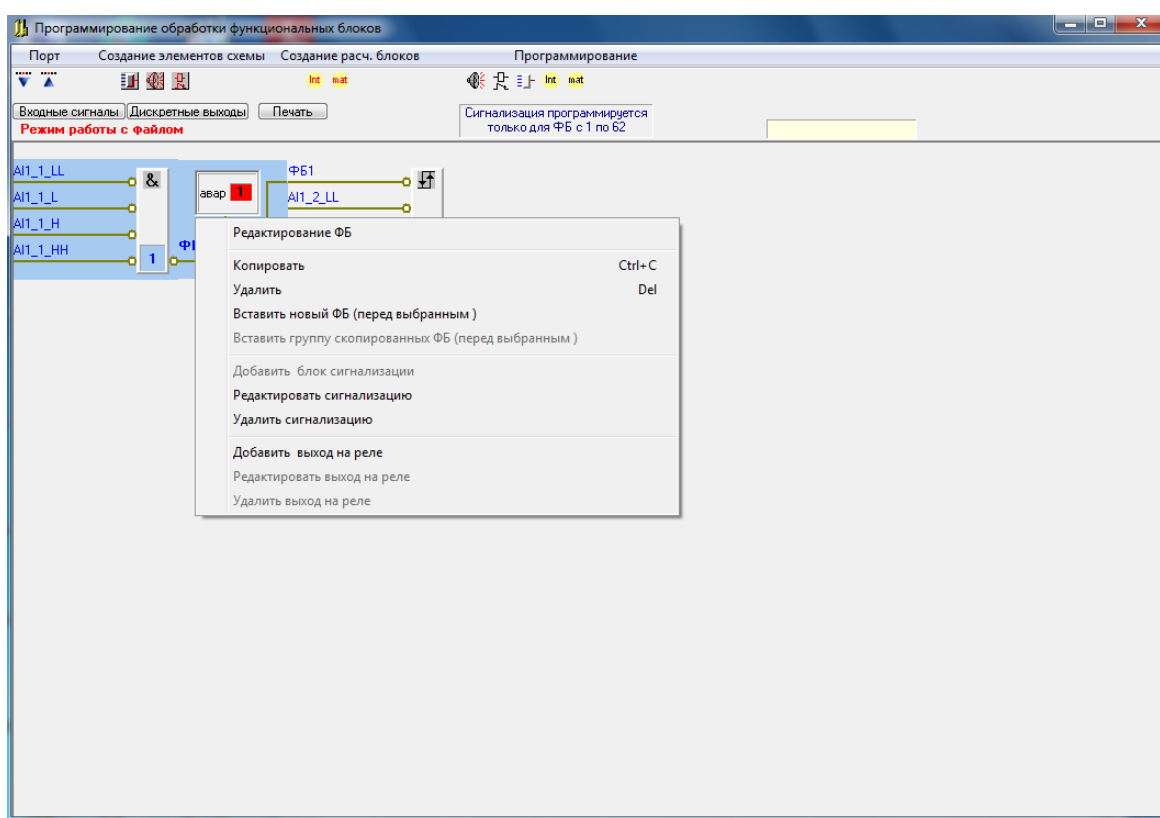 Программирование обработки функциональных блоков
Порт Создание элементов схемы Создание расч. блоков Программирование
Int mat Int mat
Входные сигналы Дискретные выходы Печать
Режим работы с файлом
Сигнализация программируется
только для ФБ с 1 по 62
AI1_1_LL & ФБ1
авар 1
AI1_1_L AI1_2_LL
AI1_1_H
AI1_1_HH 1
Редактирование ФБ
Копировать Ctrl+C
Удалить Del
Вставить новый ФБ (перед выбранным )
Вставить группу скопированных ФБ (перед выбранным )
Добавить блок сигнализации
Редактировать сигнализацию
Удалить сигнализацию
Добавить выход на реле
Редактировать выход на реле
Удалить выход на реле